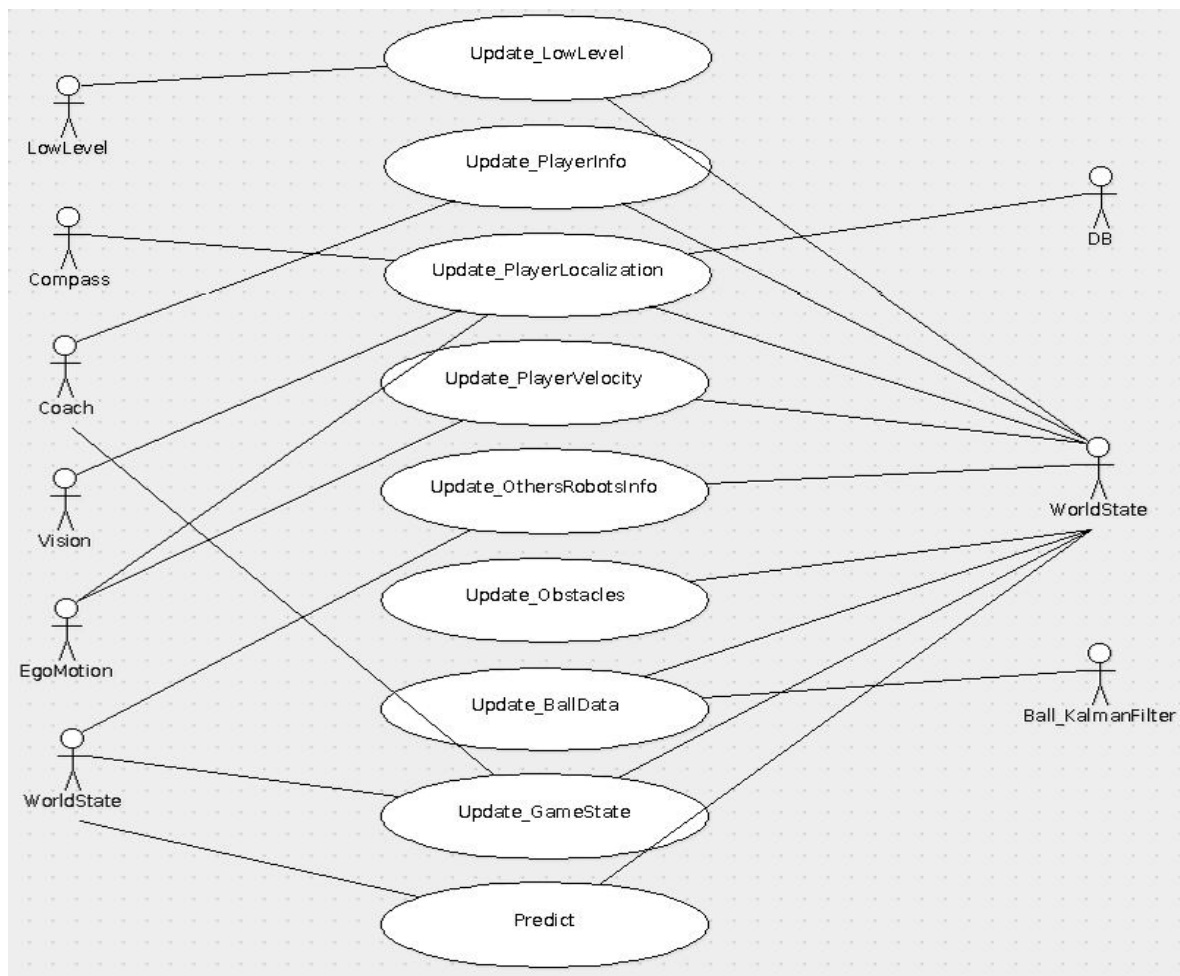 Update_LowLevel
LowLevel
Update_PlayerInfo
DB
Compass
Update_PlayerLocalization
Coach
Update_PlayerVelocity
Update_OthersRobotsInfo
WorldState
Vision
Update_Obstacles
EgoMotion
Update_BallData
Ball_KalmanFilter
WorldState
Update_GameState
Predict